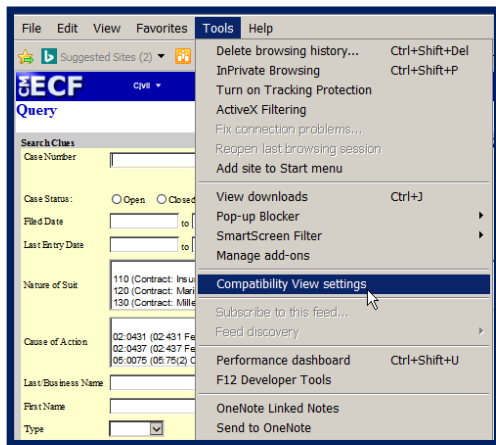 File Edit View Favorites Tools Help
Suggested Sites (2)
CM ECF Civil
Query
Search Clues
Case Number
Case Status: Open Closed
Filed Date to
Last Entry Date to
Nature of Suit
110 (Contract: Insu
120 (Contract: Mari
130 (Contract: Mille
Cause of Action
02:0431 (02:431 Fe
02:0437 (02:437 Fe
05:0075 (05:75(2) C
Last/Business Name
First Name
Type
Delete browsing history... Ctrl+Shift+Del
InPrivate Browsing Ctrl+Shift+P
Turn on Tracking Protection
ActiveX Filtering
Fix connection problems...
Reopen last browsing session
Add site to Start menu
View downloads Ctrl+J
Pop-up Blocker
SmartScreen Filter
Manage add-ons
Compatibility View settings
Subscribe to this feed...
Feed discovery
Performance dashboard Ctrl+Shift+U
F12 Developer Tools
OneNote Linked Notes
Send to OneNote